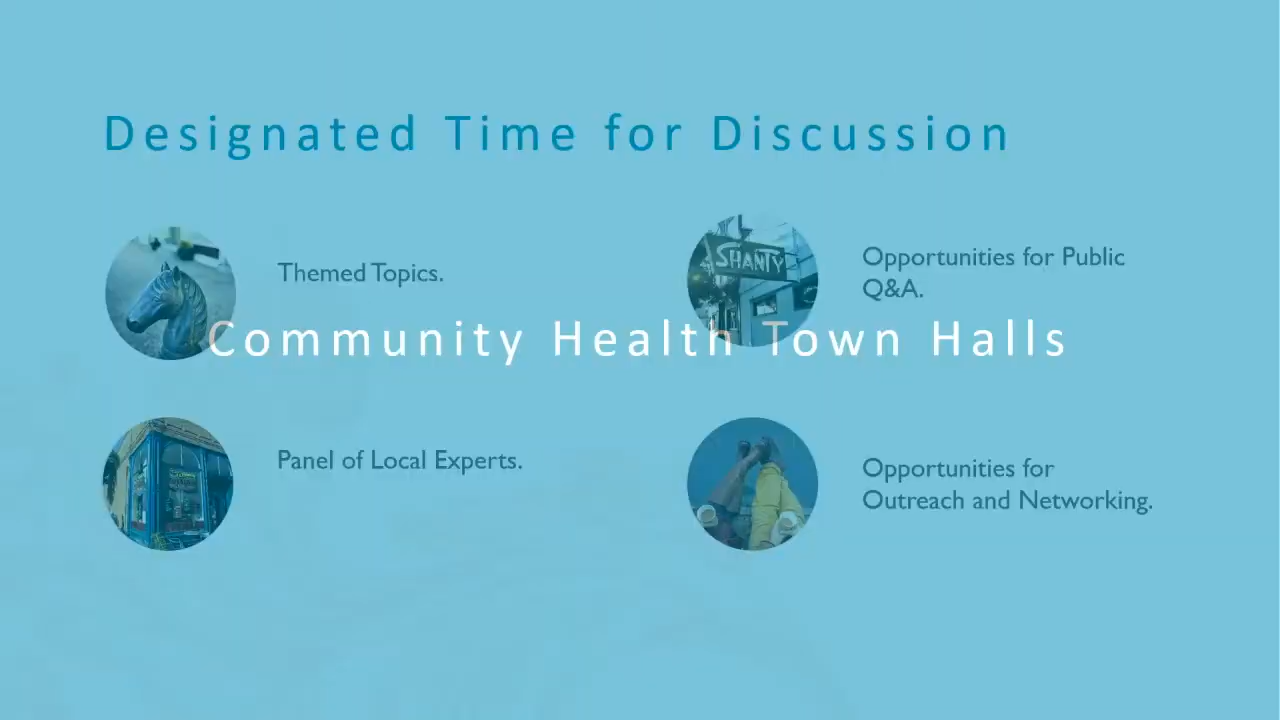 Designated Time for Discussion
Themed Topics.
SHANTY
Opportunities for Public
Q&A.
Community Health Town Halls
Panel of Local Experts.
Opportunities for
Outreach and Networking.